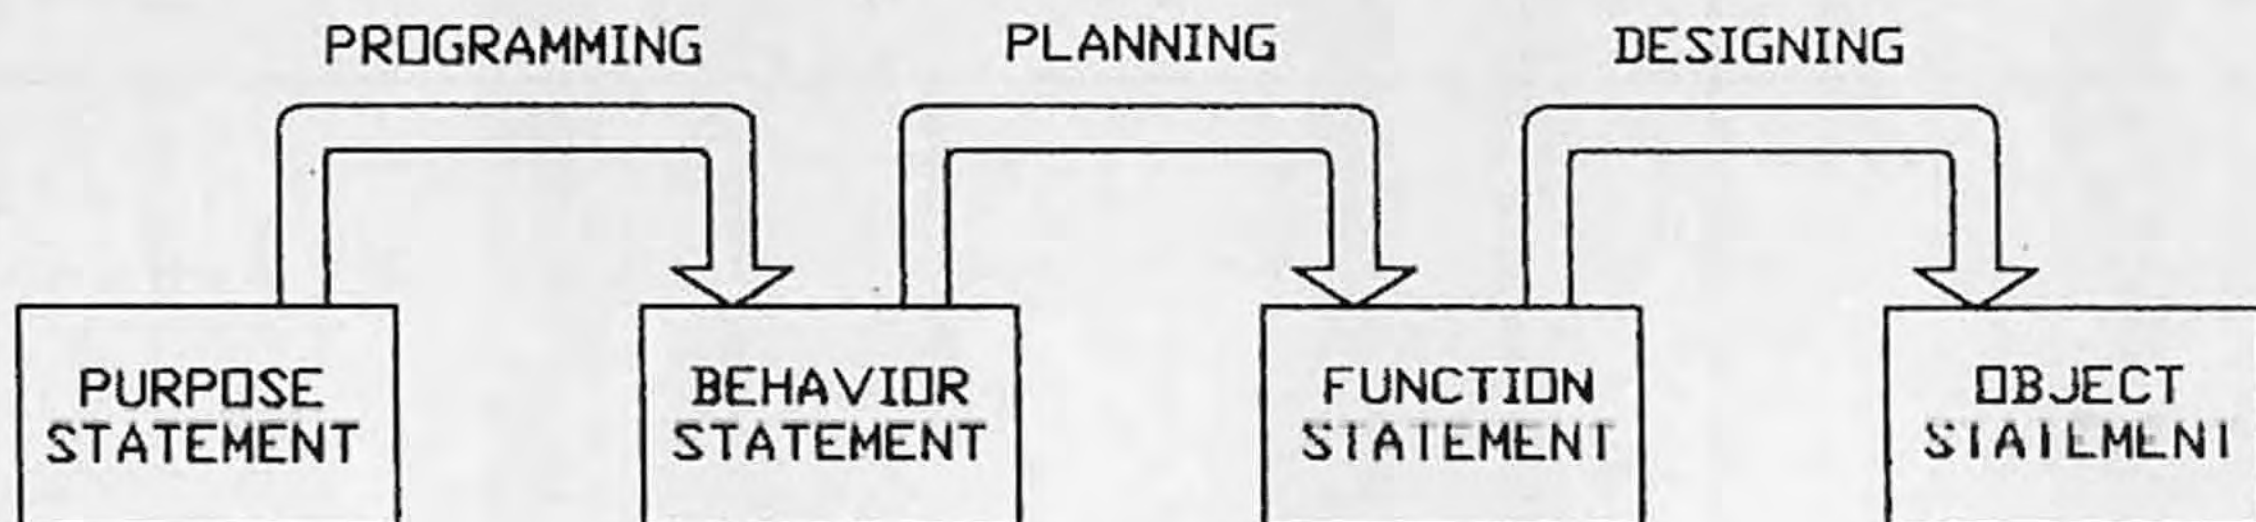 PROGRAMMING
PLANNING
DESIGNING
PURPOSE
STATEMENT
BEHAVIOR
STATEMENT
FUNCTION
STATEMENT
OBJECT
STATEMENT